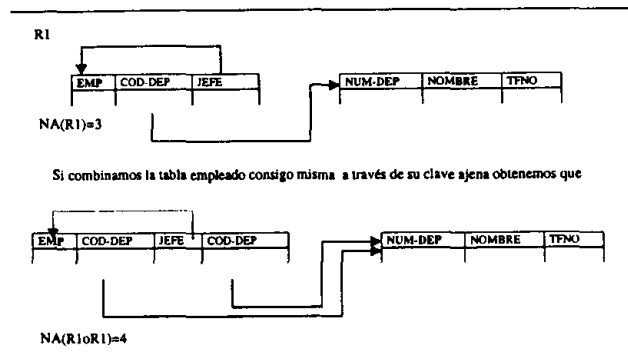 R1
EMP COD-DEP JEFE
NUM-DEP NOMBRE TFNO
NA(R1)=3
Si combinamos la tabla empleado consigo misma a través de su clave ajena obtenemos que
EMP COD-DEP JEFE COD-DEP
NUM-DEP NOMBRE TFNO
NA(R1oR1)=4